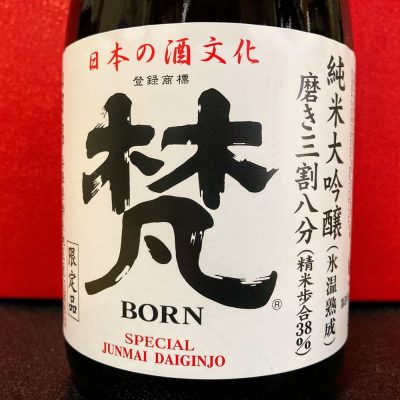 日本の酒文化
登録商標
梵
®
BORN
SPECIAL
JUNMAI DAIGINJO
純米大吟醸(氷温熟成)
磨き三割八分(精米歩合38%)
限定品